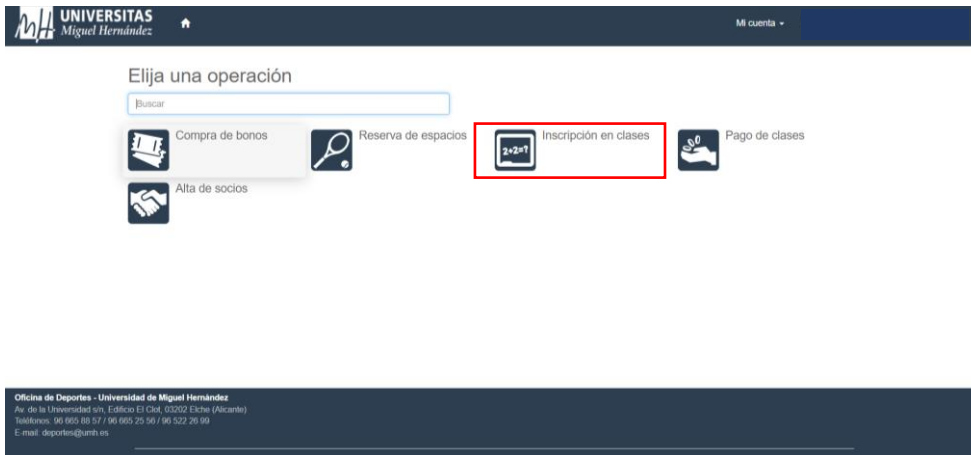 UNIVERSITAS
Miguel Hernández
Mi cuenta
Elija una operación
Buscar
Compra de bonos
Reserva de espacios
2+2=?
Inscripción en clases
Pago de clases
Alta de socios
Oficina de Deportes - Universidad de Miguel Hernández
Av. de la Universidad s/n, Edificio El Clot, 03202 Elche (Alicante)
Teléfonos: 96 665 88 57 / 96 665 25 56 / 96 522 26 99
E-mail: deportes@umh.es